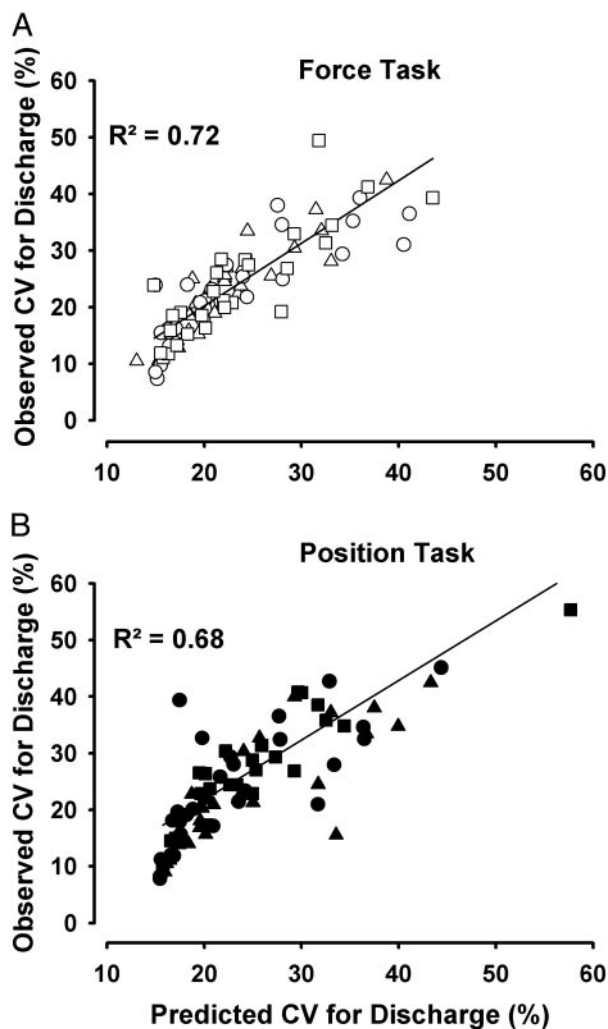 A
Force Task
R² = 0.72
Observed CV for Discharge (%)
60
50
40
30
20
10
0
10 20 30 40 50 60
B
Position Task
R² = 0.68
Observed CV for Discharge (%)
60
50
40
30
20
10
0
10 20 30 40 50 60
Predicted CV for Discharge (%)